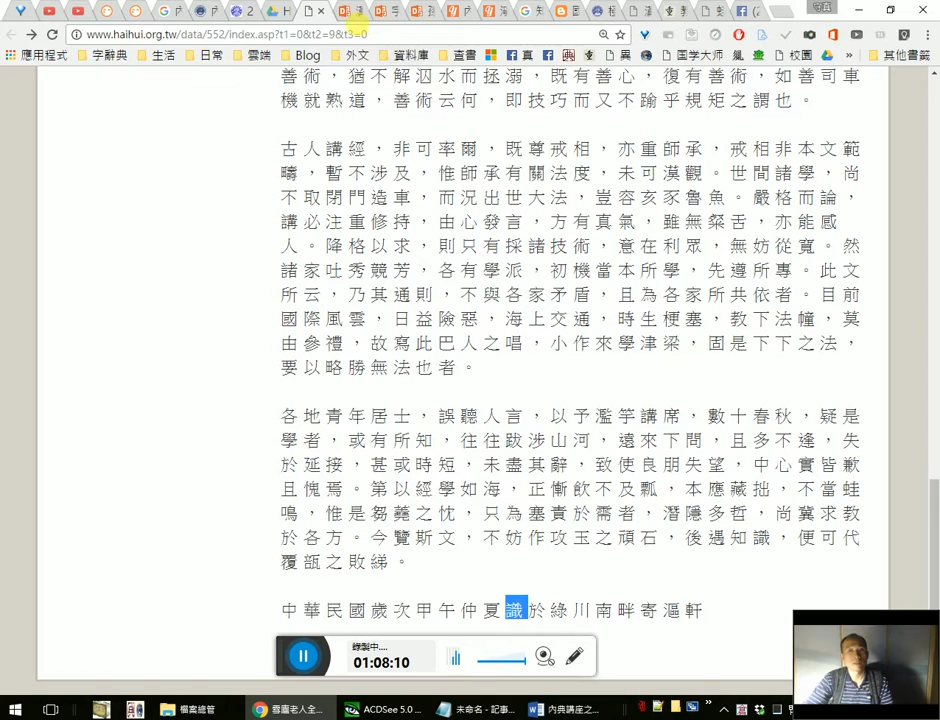 www.haihui.org.tw/data/552/index.asp?t1=0&t2=9&t3=0
應用程式 字辭典 生活 日常 雲端 Blog 外文 資料庫 查書 真 異 国学大师 萌 校園 其他書籤
善術，猶不解泅水而拯溺，既有善心，復有善術，如善司車
機就熟道，善術云何，即技巧而又不踰乎規矩之謂也。
古人講經，非可率爾，既尊戒相，亦重師承，戒相非本文範
疇，暫不涉及，惟師承有關法度，未可漠觀。世間諸學，尚
不取閉門造車，而況出世大法，豈容亥豕魯魚。嚴格而論，
講必注重修持，由心發言，方有真氣，雖無粲舌，亦能感
人。降格以求，則只有採諸技術，意在利眾，無妨從寬。然
諸家吐秀競芳，各有學派，初機當本所學，先遵所專。此文
所云，乃其通則，不與各家矛盾，且為各家所共依者。目前
國際風雲，日益險惡，海上交通，時生梗塞，教下法幢，莫
由參禮，故寫此巴人之唱，小作來學津梁，固是下下之法，
要以略勝無法也者。
各地青年居士，誤聽人言，以予濫竽講席，數十春秋，疑是
學者，或有所知，往往跋涉山河，遠來下問，且多不逢，失
於延接，甚或時短，未盡其辭，致使良朋失望，中心實皆歉
且愧焉。第以經學如海，正慚飲不及瓢，本應藏拙，不當蛙
鳴，惟是芻蕘之忱，只為塞責於需者，潛隱多哲，尚冀求教
於各方。今覽斯文，不妨作攻玉之頑石，後遇知識，便可代
覆瓿之敗綈。
中華民國歲次甲午仲夏識於綠川南畔寄漚軒
錄製中....
01:08:10
檔案總管 雪廬老人全... ACDSee 5.0 ... 未命名 - 記事... 內典講座之...